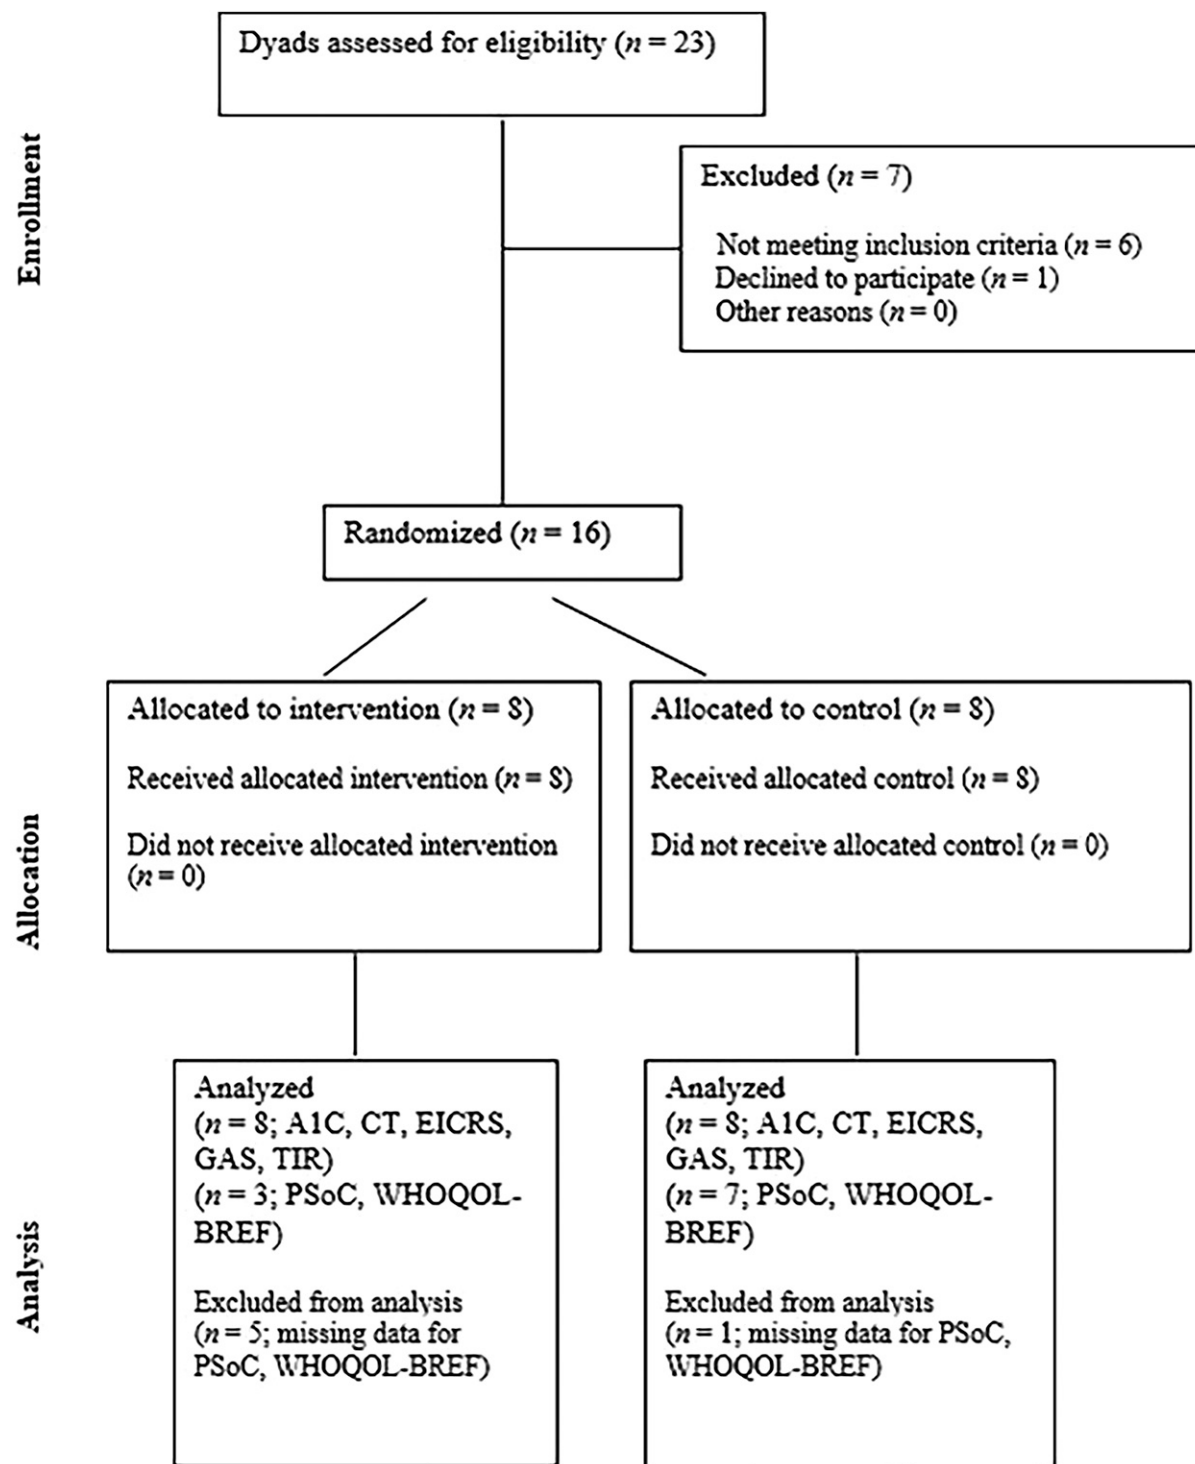 Dyads assessed for eligibility (n = 23)
Enrollment
Excluded (n = 7)
Not meeting inclusion criteria (n = 6)
Declined to participate (n = 1)
Other reasons (n = 0)
Randomized (n = 16)
Allocation
Allocated to intervention (n = 8)
Received allocated intervention (n = 8)
Did not receive allocated intervention
(n = 0)
Allocated to control (n = 8)
Received allocated control (n = 8)
Did not receive allocated control (n = 0)
Analysis
Analyzed
(n = 8; A1C, CT, EICRS,
GAS, TIR)
(n = 3; PSoC, WHOQOL-
BREF)
Excluded from analysis
(n = 5; missing data for
PSoC, WHOQOL-BREF)
Analyzed
(n = 8; A1C, CT, EICRS,
GAS, TIR)
(n = 7; PSoC, WHOQOL-
BREF)
Excluded from analysis
(n = 1; missing data for PSoC,
WHOQOL-BREF)